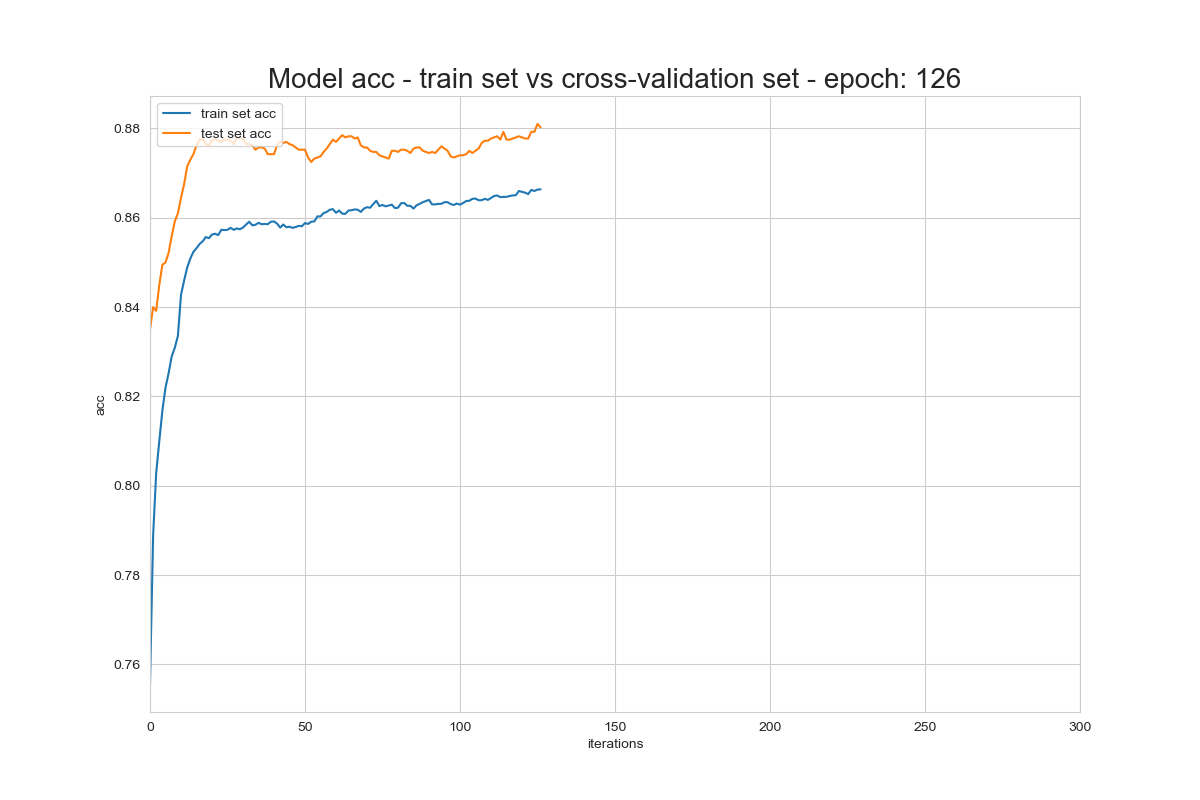 Model acc - train set vs cross-validation set - epoch: 126
train set acc
test set acc
0.88
0.86
0.84
0.82
0.80
0.78
0.76
acc
0 50 100 150 200 250 300
iterations